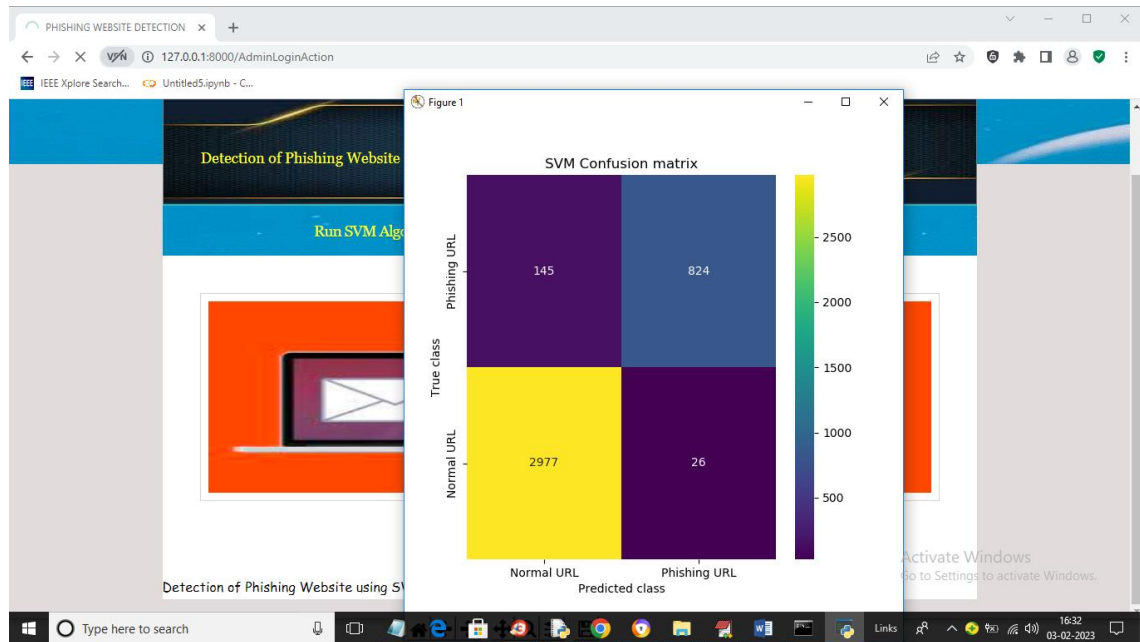 PHISHING WEBSITE DETECTION
VPN 127.0.0.1:8000/AdminLoginAction
IEEE IEEE Xplore Search... Untitled5.ipynb - C...
Figure 1
Detection of Phishing Website
Run SVM Algo
SVM Confusion matrix
Phishing URL
145 824
True class
Normal URL
2977 26
2500
2000
1500
1000
500
Normal URL Phishing URL
Predicted class
Detection of Phishing Website using SV
Activate Windows
Go to Settings to activate Windows.
Type here to search
Links
16:32
03-02-2023